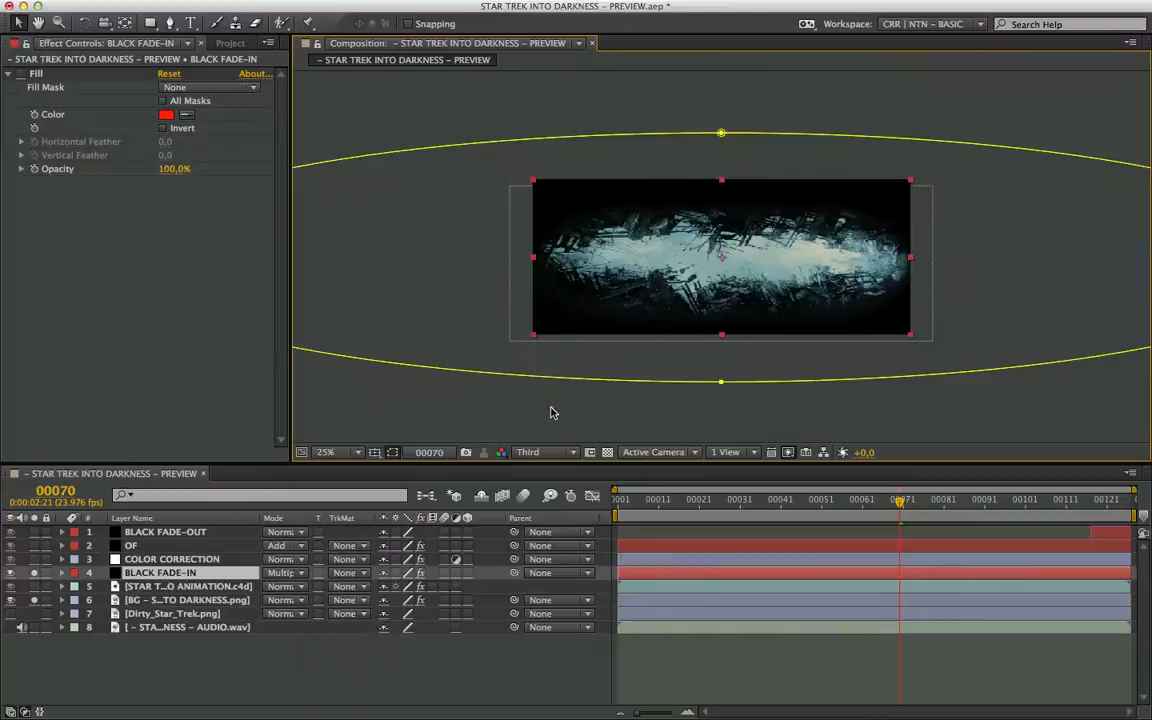 STAR TREK INTO DARKNESS - PREVIEW.aep *
Snapping
Workspace: CRR | NTN - BASIC
Search Help
Effect Controls: BLACK FADE-IN
Project
Composition: - STAR TREK INTO DARKNESS - PREVIEW
- STAR TREK INTO DARKNESS - PREVIEW • BLACK FADE-IN
- STAR TREK INTO DARKNESS - PREVIEW
Fill Reset About...
Fill Mask None
All Masks
Color
Invert
Horizontal Feather 0,0
Vertical Feather 0,0
Opacity 100,0%
25% 00070 Third Active Camera 1 View +0,0
- STAR TREK INTO DARKNESS - PREVIEW
00070
0:00:02:21 (23.976 fps)
00011 00021 00031 00041 00051 00061 00071 00081 00091 00101 00111 00121
# Layer Name Mode T TrkMat Parent
1 BLACK FADE-OUT Norm None
2 OF Add None None
3 COLOR CORRECTION Norm None None
4 BLACK FADE-IN Multip None None
5 [STAR T...O ANIMATION.c4d] Norm None None
6 [BG - S...TO DARKNESS.png] Norm None None
7 [Dirty_Star_Trek.png] Norm None None
8 [ - STA...NESS - AUDIO.wav] None